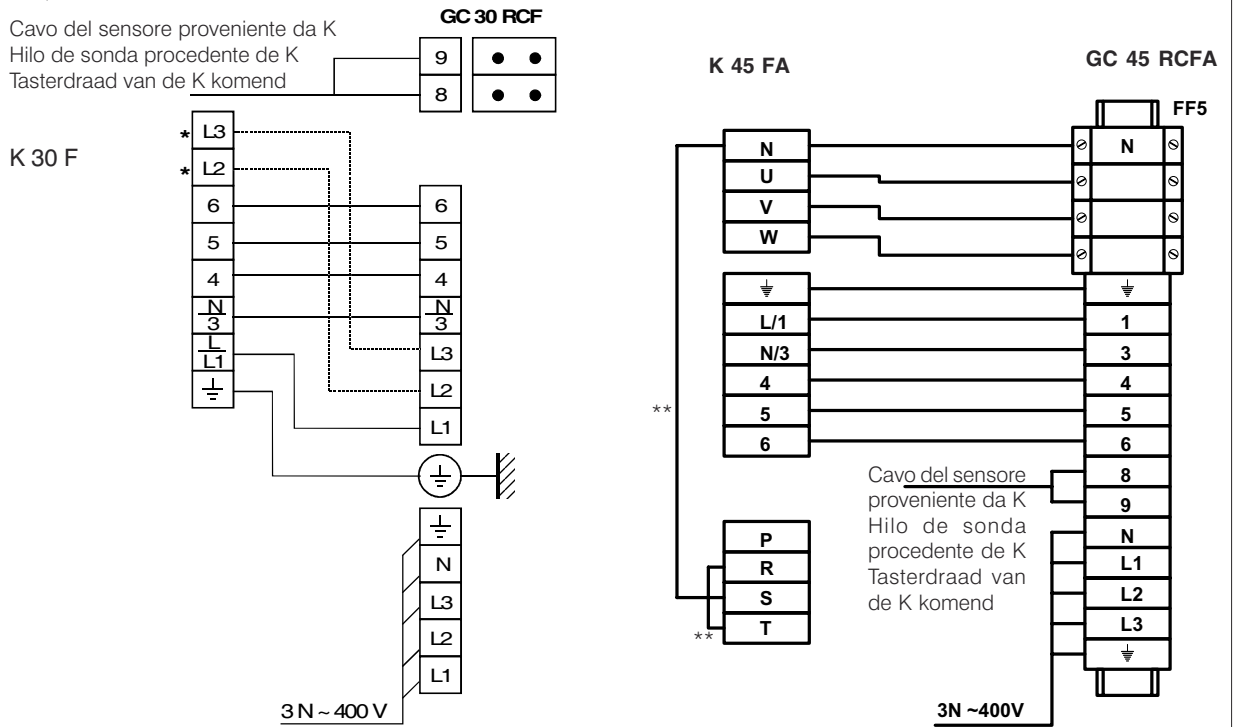 GC 30 RCF
Cavo del sensore proveniente da K
Hilo de sonda procedente de K
Tasterdraad van de K komend
9
8
K 30 F
* L3
* L2
6
5
4
N
3
L
L1
6
5
4
N
3
L3
L2
L1
N
L3
L2
L1
3 N ~ 400 V
K 45 FA
GC 45 RCFA
FF5
N
U
V
W
N
L/1
N/3
4
5
6
**
1
3
4
5
6
8
9
N
L1
L2
L3
Cavo del sensore
proveniente da K
Hilo de sonda
procedente de K
Tasterdraad van
de K komend
P
R
S
T
**
3N ~400V